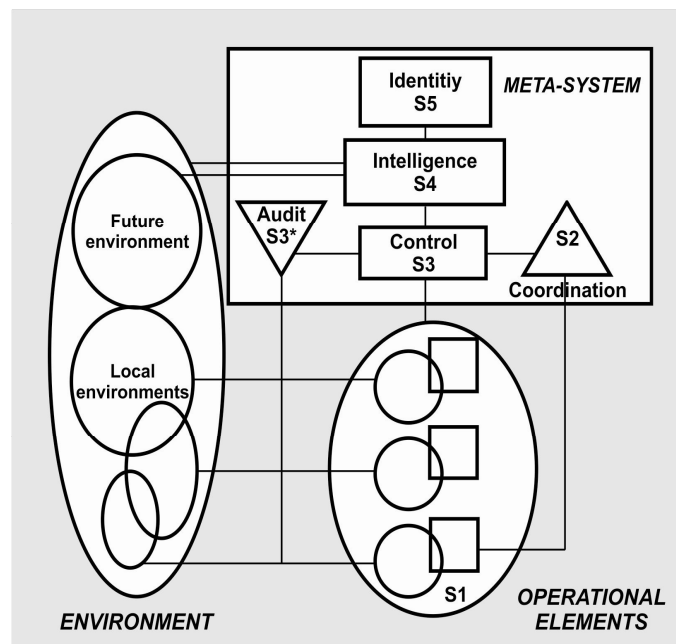 Identitiy
S5
META-SYSTEM
Intelligence
S4
Audit
S3*
Future
environment
Control
S3
S2
Coordination
Local
environments
S1
ENVIRONMENT
OPERATIONAL
ELEMENTS